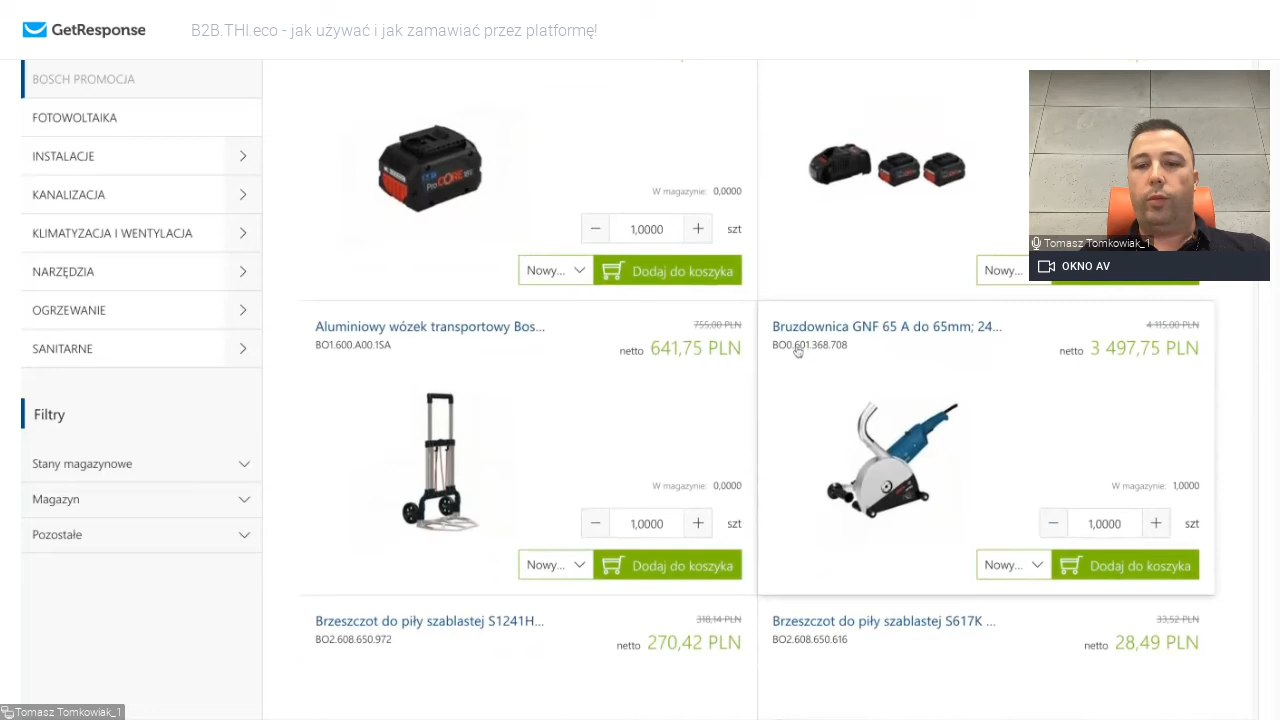 GetResponse
B2B.THI.eco - jak używać i jak zamawiać przez platformę!
BOSCH PROMOCJA
FOTOWOLTAIKA
INSTALACJE
KANALIZACJA
KLIMATYZACJA I WENTYLACJA
NARZĘDZIA
OGRZEWANIE
SANITARNE
Filtry
Stany magazynowe
Magazyn
Pozostałe
ProCORE 18V
W magazynie: 0,0000
1,0000 szt
Nowy... Dodaj do koszyka
Nowy...
Tomasz Tomkowiak_1
OKNO AV
Aluminiowy wózek transportowy Bos...
755,00 PLN
BO1.600.A00.1SA
netto 641,75 PLN
W magazynie: 0,0000
1,0000 szt
Nowy... Dodaj do koszyka
Bruzdownica GNF 65 A do 65mm; 24...
4 115,00 PLN
BO0.601.368.708
netto 3 497,75 PLN
W magazynie: 1,0000
1,0000 szt
Nowy... Dodaj do koszyka
Brzeszczot do piły szablastej S1241H...
318,14 PLN
BO2.608.650.972
netto 270,42 PLN
Brzeszczot do piły szablastej S617K ...
33,52 PLN
BO2.608.650.616
netto 28,49 PLN
Tomasz Tomkowiak_1